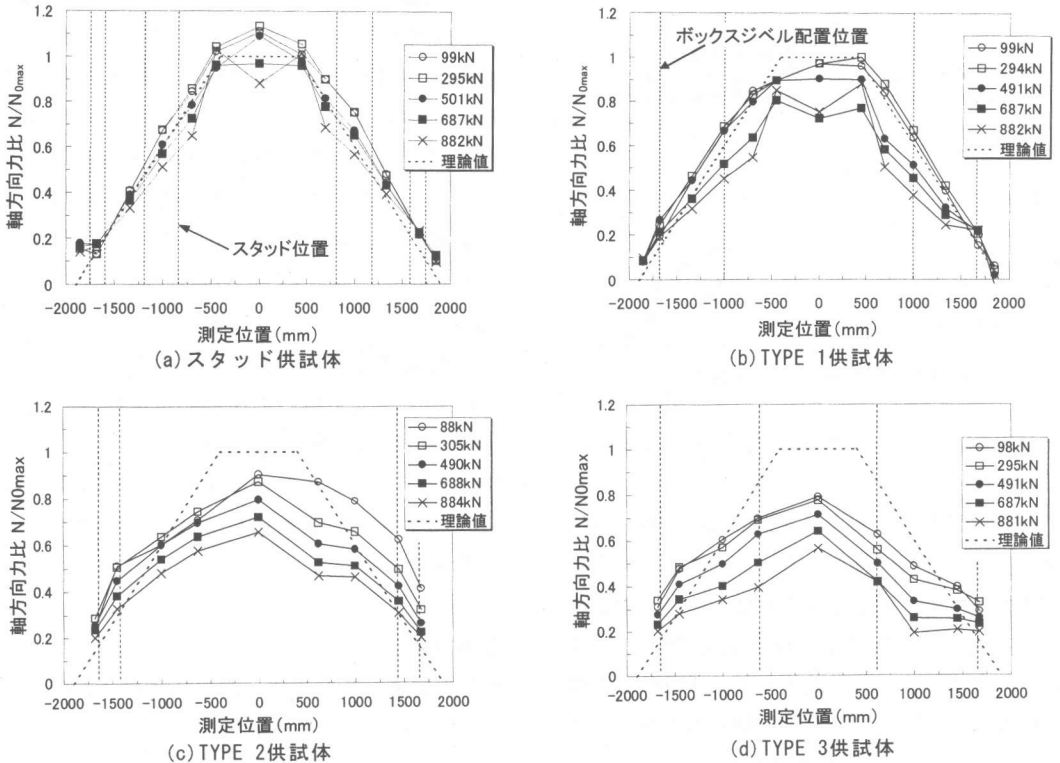 1.2
1
0.8
0.6
0.4
0.2
0
軸方向力比 N/N0max
-2000 -1500 -1000 -500 0 500 1000 1500 2000
測定位置(mm)
99kN
295kN
501kN
687kN
882kN
理論値
スタッド位置
(a)スタッド供試体
1.2
1
0.8
0.6
0.4
0.2
0
軸方向力比 N/N0max
-2000 -1500 -1000 -500 0 500 1000 1500 2000
測定位置(mm)
ボックスジベル配置位置
99kN
294kN
491kN
687kN
882kN
理論値
(b)TYPE 1供試体
1.2
1
0.8
0.6
0.4
0.2
0
軸方向力比 N/N0max
-2000 -1500 -1000 -500 0 500 1000 1500 2000
測定位置(mm)
88kN
305kN
490kN
688kN
884kN
理論値
(c)TYPE 2供試体
1.2
1
0.8
0.6
0.4
0.2
0
軸方向力比 N/N0max
-2000 -1500 -1000 -500 0 500 1000 1500 2000
測定位置(mm)
98kN
295kN
491kN
687kN
881kN
理論値
(d)TYPE 3供試体